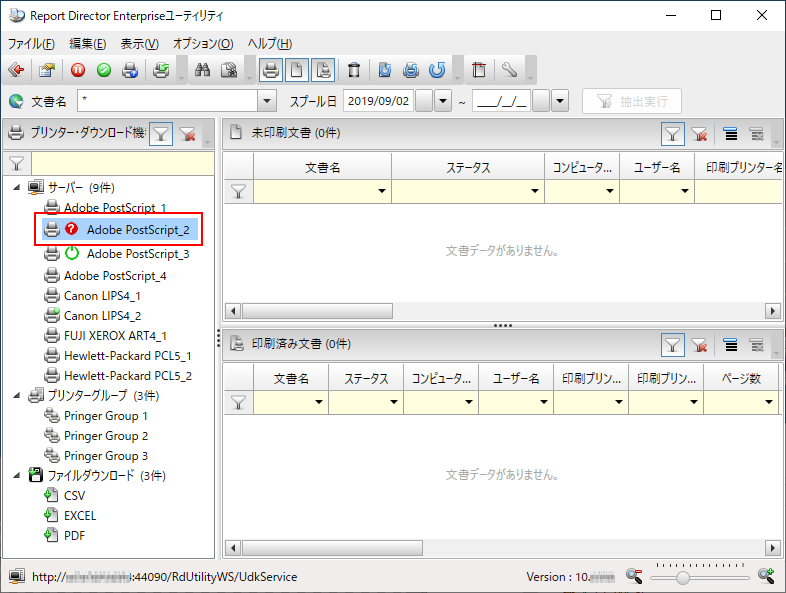 Report Director Enterpriseユーティリティ
ファイル(F) 編集(E) 表示(V) オプション(O) ヘルプ(H)
文書名 * スプール日 2019/09/02 ～ ___/__/__ 抽出実行
プリンター・ダウンロード機
サーバー (9件)
Adobe PostScript_1
Adobe PostScript_2
Adobe PostScript_3
Adobe PostScript_4
Canon LIPS4_1
Canon LIPS4_2
FUJI XEROX ART4_1
Hewlett-Packard PCL5_1
Hewlett-Packard PCL5_2
プリンターグループ (3件)
Pringer Group 1
Pringer Group 2
Pringer Group 3
ファイルダウンロード (3件)
CSV
EXCEL
PDF
未印刷文書 (0件)
文書名 ステータス コンピュータ... ユーザー名 印刷プリンター名
文書データがありません。
印刷済み文書 (0件)
文書名 ステータス コンピュータ... ユーザー名 印刷プリン... 印刷プリン... ページ数
文書データがありません。
http://:44090/RdUtilityWS/UdkService Version : 10.